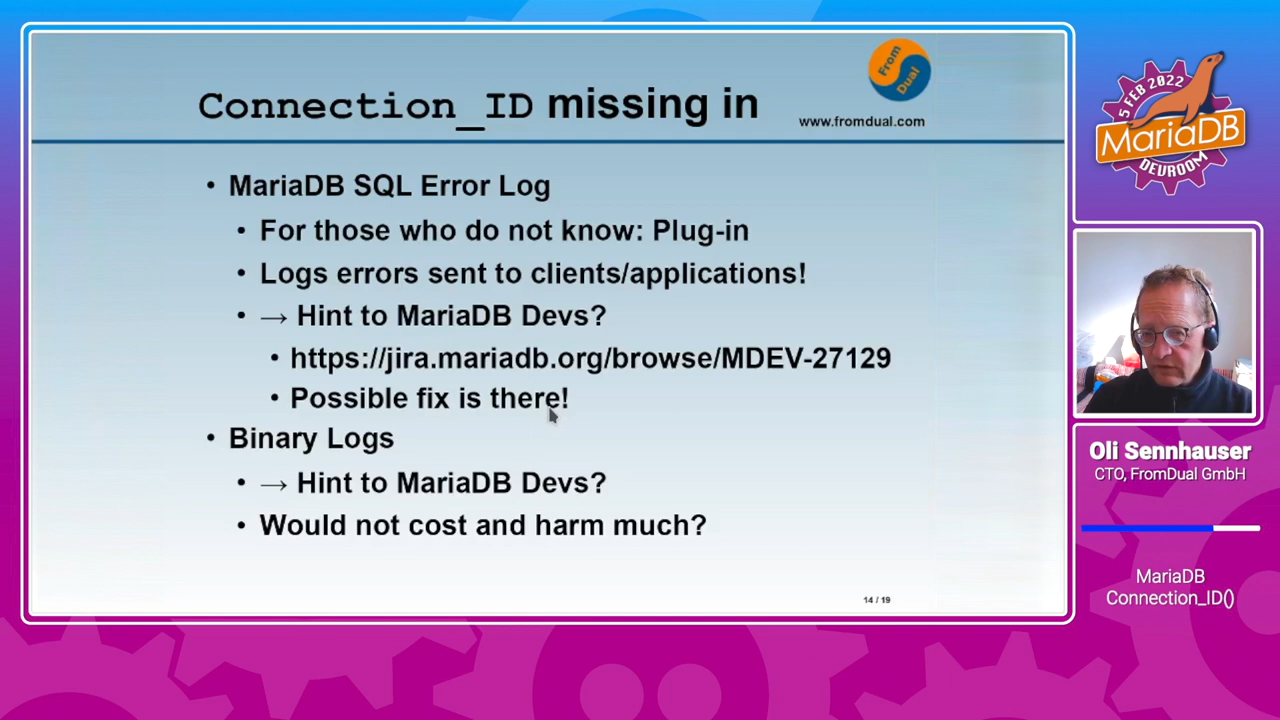 Connection_ID missing in
From
Dual
www.fromdual.com
• MariaDB SQL Error Log
• For those who do not know: Plug-in
• Logs errors sent to clients/applications!
• → Hint to MariaDB Devs?
• https://jira.mariadb.org/browse/MDEV-27129
• Possible fix is there!
• Binary Logs
• → Hint to MariaDB Devs?
• Would not cost and harm much?
14 / 19
5 FEB 2022
MariaDB
DEVROOM
Oli Sennhauser
CTO, FromDual GmbH
MariaDB
Connection_ID()